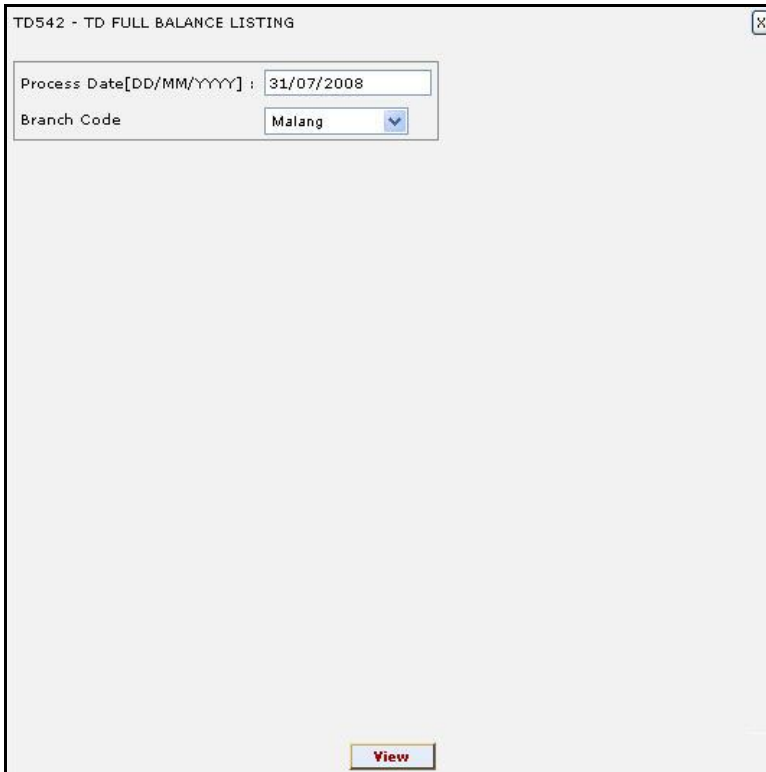 TD542 - TD FULL BALANCE LISTING
X
Process Date[DD/MM/YYYY] : 31/07/2008
Branch Code Malang
View